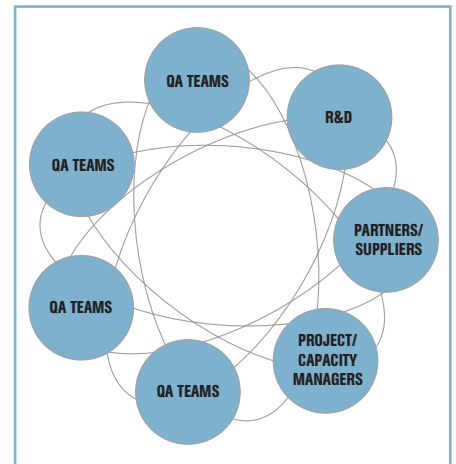 QA TEAMS
R&D
QA TEAMS
PARTNERS/
SUPPLIERS
QA TEAMS
PROJECT/
CAPACITY
MANAGERS
QA TEAMS